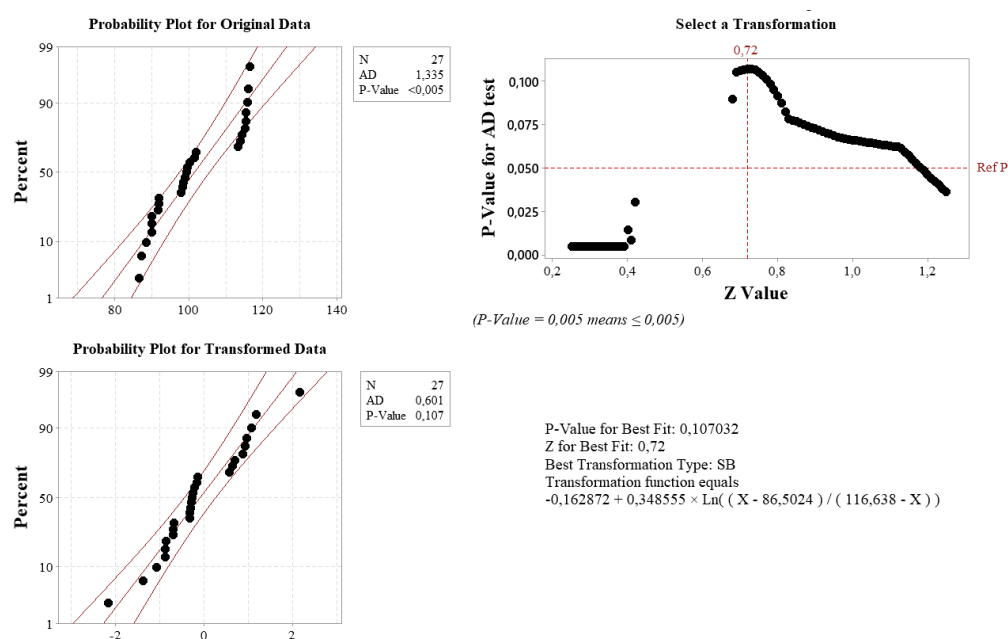 Probability Plot for Original Data
99
90
50
10
1
Percent
80 100 120 140
N 27
AD 1,335
P-Value <0,005
Select a Transformation
0,72
0,100
0,075
0,050
0,025
0,000
P-Value for AD test
Ref P
0,2 0,4 0,6 0,8 1,0 1,2
Z Value
(P-Value = 0,005 means ≤ 0,005)
Probability Plot for Transformed Data
99
90
50
10
1
Percent
-2 0 2
N 27
AD 0,601
P-Value 0,107
P-Value for Best Fit: 0,107032
Z for Best Fit: 0,72
Best Transformation Type: SB
Transformation function equals
-0,162872 + 0,348555 × Ln( ( X - 86,5024 ) / ( 116,638 - X ) )